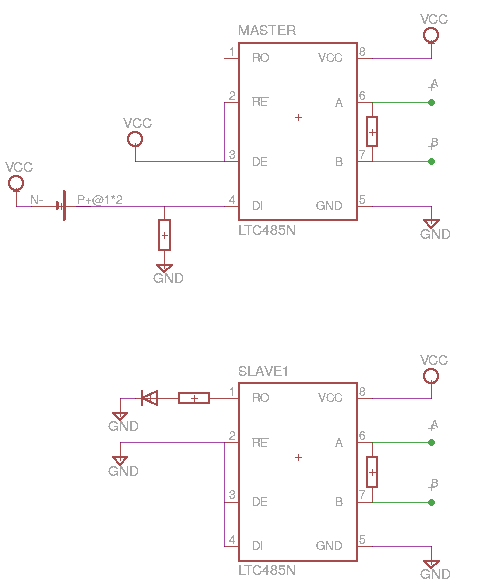 VCC
MASTER
1 RO VCC 8
A
2 RE A 6
VCC
B
3 DE B 7
VCC
N- P+@1*2
4 DI GND 5
LTC485N
GND
GND
VCC
SLAVE1
1 RO VCC 8
GND
A
2 RE A 6
GND
B
3 DE B 7
4 DI GND 5
LTC485N
GND